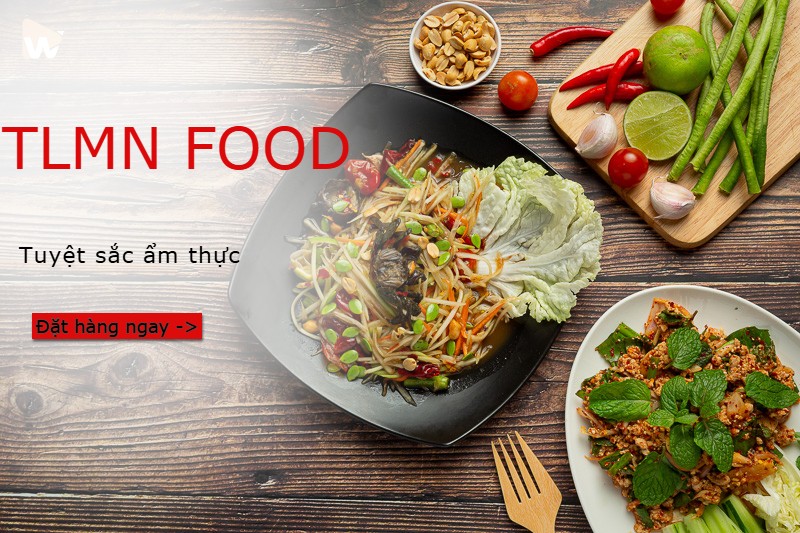 W
TLMN FOOD
Tuyệt sắc ẩm thực
Đặt hàng ngay ->